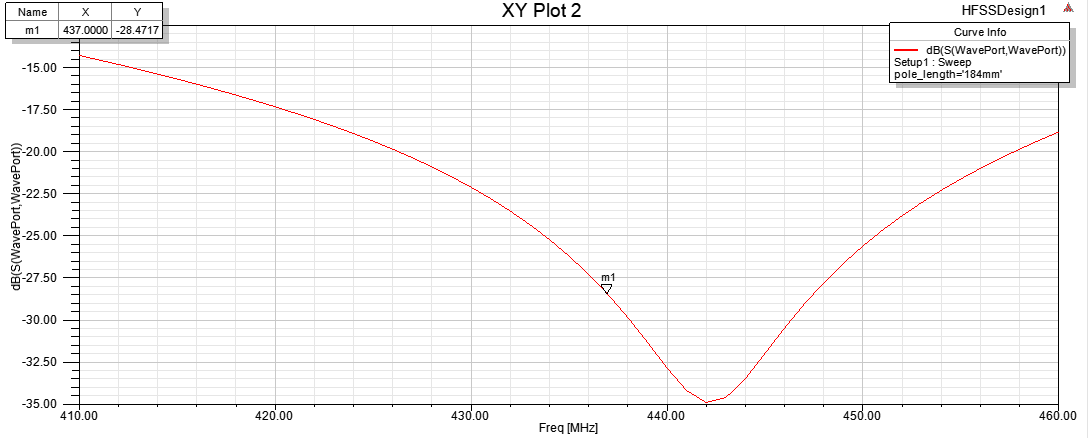 XY Plot 2
HFSSDesign1
Name X Y
m1 437.0000 -28.4717
Curve Info
dB(S(WavePort,WavePort))
Setup1 : Sweep
pole_length='184mm'
dB(S(WavePort,WavePort))
-15.00
-17.50
-20.00
-22.50
-25.00
-27.50
-30.00
-32.50
-35.00
m1
410.00 420.00 430.00 440.00 450.00 460.00
Freq [MHz]